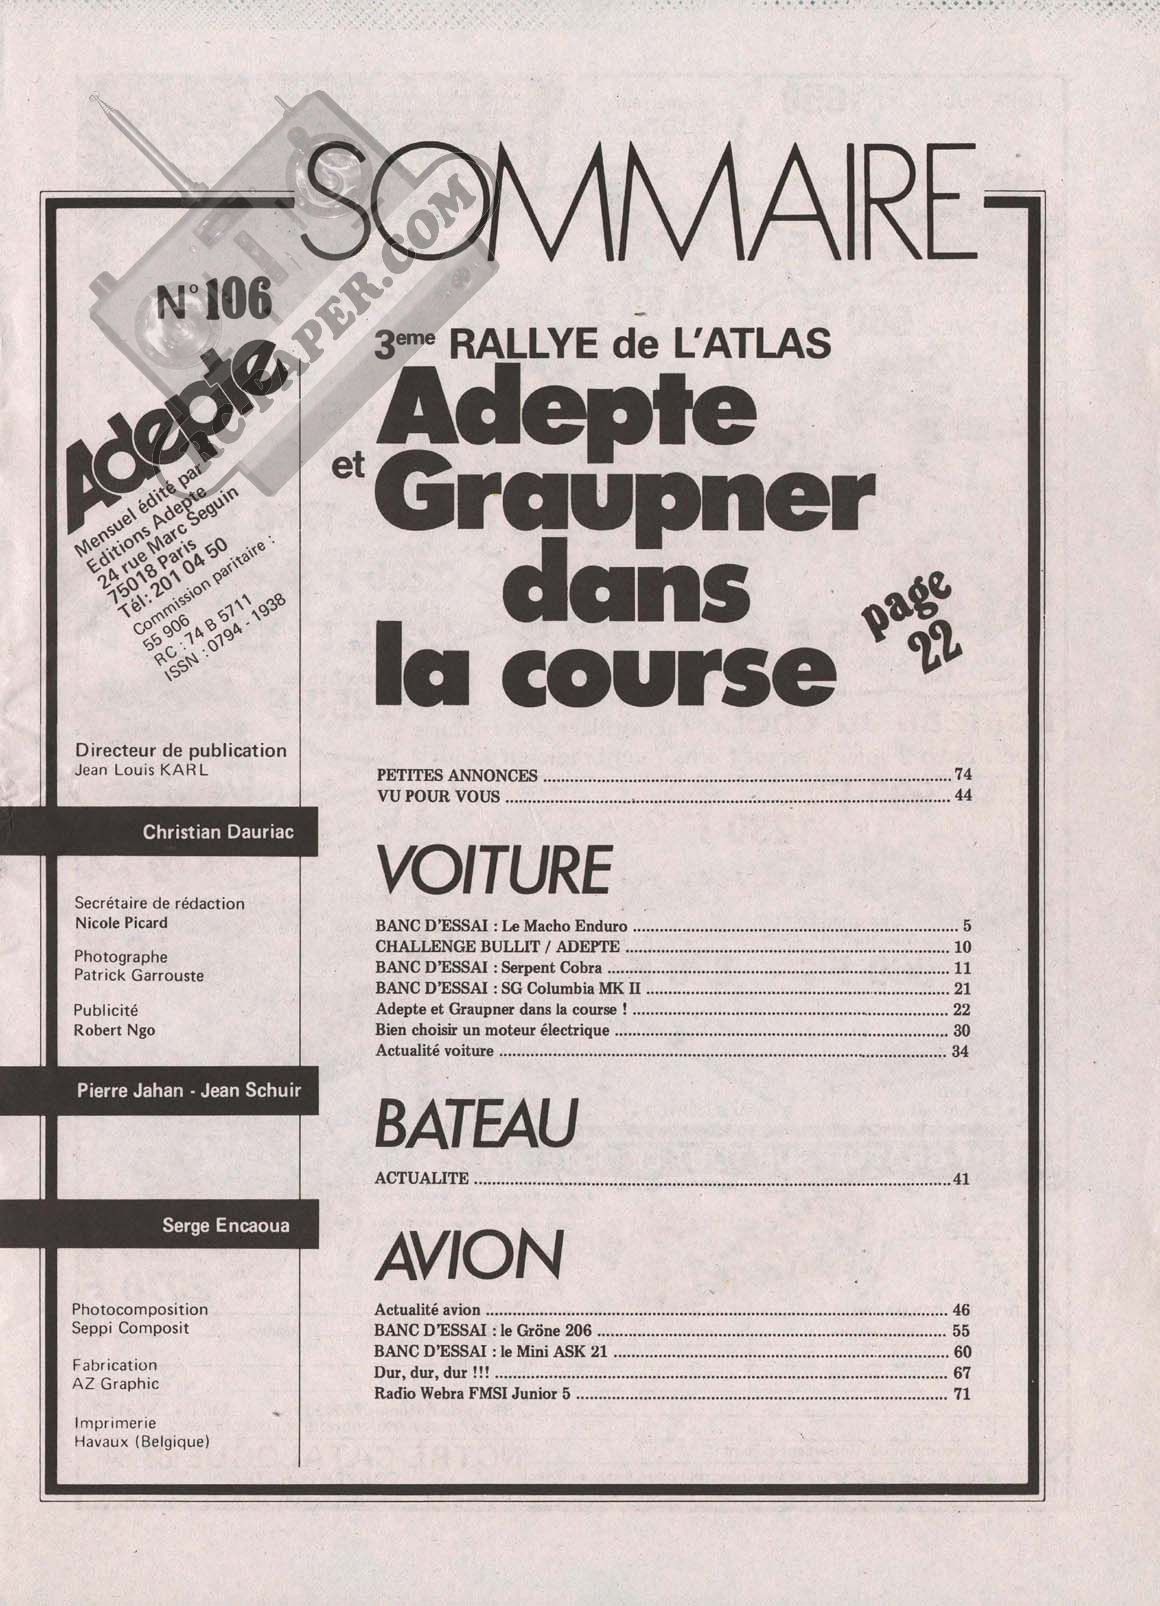 SOMMAIRE
RCPAPER.COM
N° 106
Adepte
Mensuel édité par
Editions Adepte
24 rue Marc Seguin
75018 Paris
Tél: 201 04 50
Commission paritaire :
55 906
RC : 74 B 5711
ISSN : 0794 - 1938
3eme RALLYE de L'ATLAS
Adepte
et Graupner
dans
la course
page
22
Directeur de publication
Jean Louis KARL
Christian Dauriac
Secrétaire de rédaction
Nicole Picard
Photographe
Patrick Garrouste
Publicité
Robert Ngo
Pierre Jahan - Jean Schuir
Serge Encaoua
Photocomposition
Seppi Composit
Fabrication
AZ Graphic
Imprimerie
Havaux (Belgique)
PETITES ANNONCES 74
VU POUR VOUS 44
VOITURE
BANC D'ESSAI : Le Macho Enduro 5
CHALLENGE BULLIT / ADEPTE 10
BANC D'ESSAI : Serpent Cobra 11
BANC D'ESSAI : SG Columbia MK II 21
Adepte et Graupner dans la course ! 22
Bien choisir un moteur électrique 30
Actualité voiture 34
BATEAU
ACTUALITE 41
AVION
Actualité avion 46
BANC D'ESSAI : le Gröne 206 55
BANC D'ESSAI : le Mini ASK 21 60
Dur, dur, dur !!! 67
Radio Webra FMSI Junior 5 71